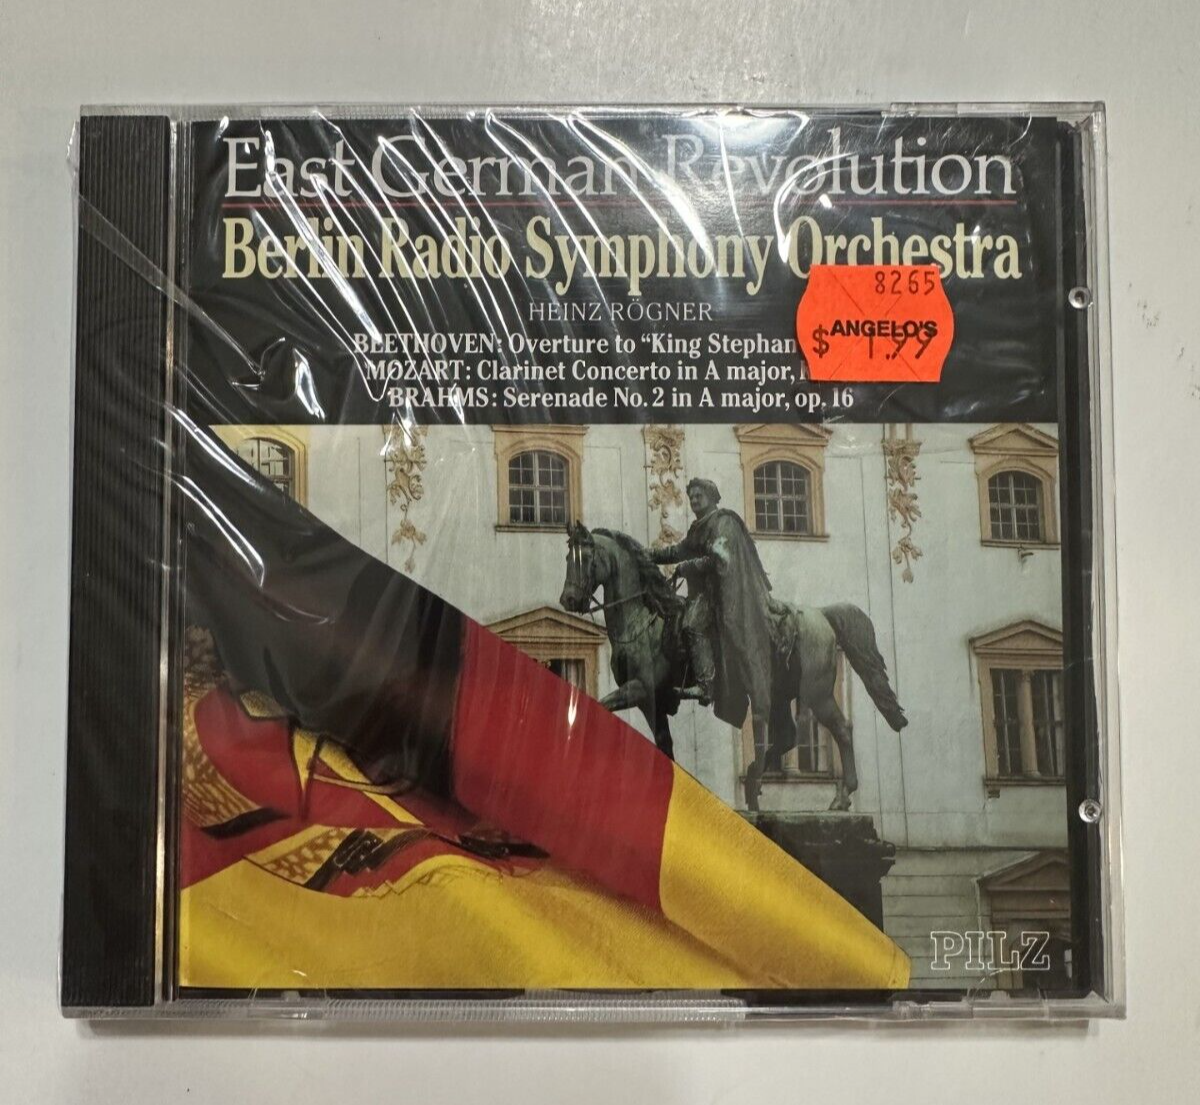 East German Revolution
Berlin Radio Symphony Orchestra
HEINZ RÖGNER
BEETHOVEN: Overture to “King Stephan
MOZART: Clarinet Concerto in A major,
BRAHMS: Serenade No. 2 in A major, op. 16
8265
ANGELO'S
$ 1.99
PILZ